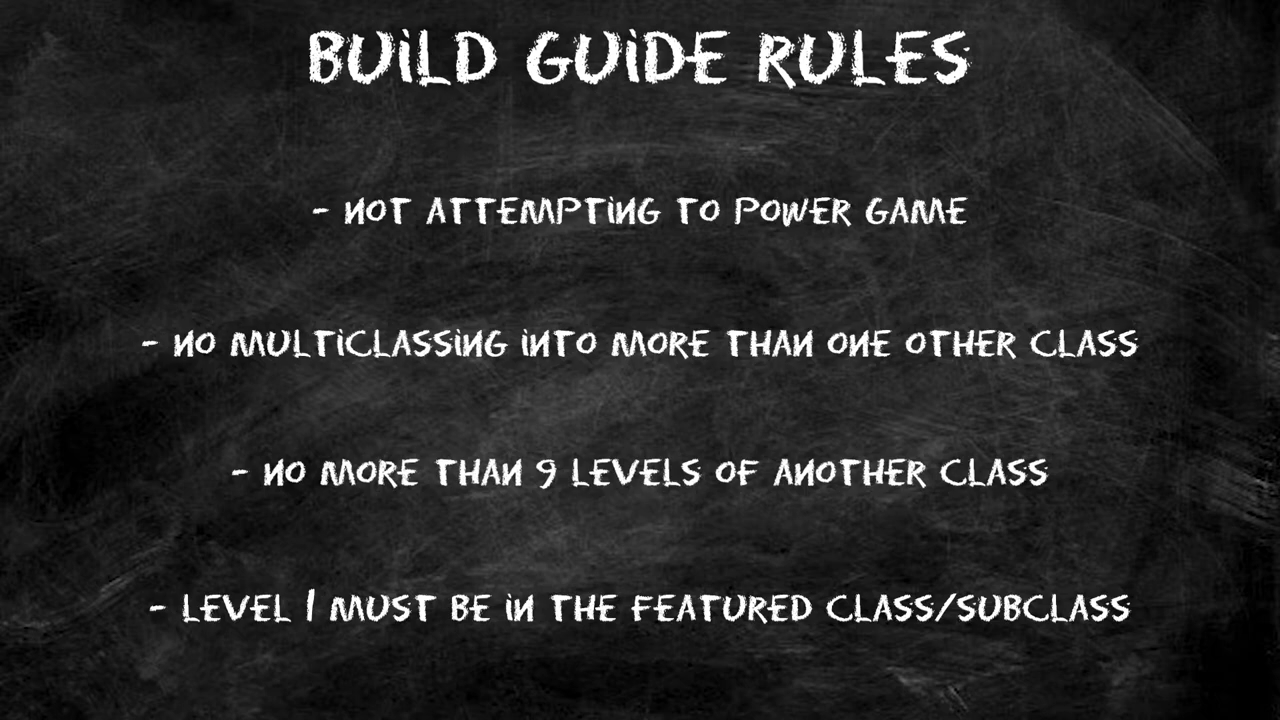 BUiLD GUiDE RULES
- NOT ATTEMPTiNG TO POWER GAME
- NO MULTiCLASSiNG iNTO MORE THAN ONE OTHER CLASS
- NO MORE THAN 9 LEVELS OF ANOTHER CLASS
- LEVEL 1 MUST BE iN THE FEATURED CLASS/SUBCLASS